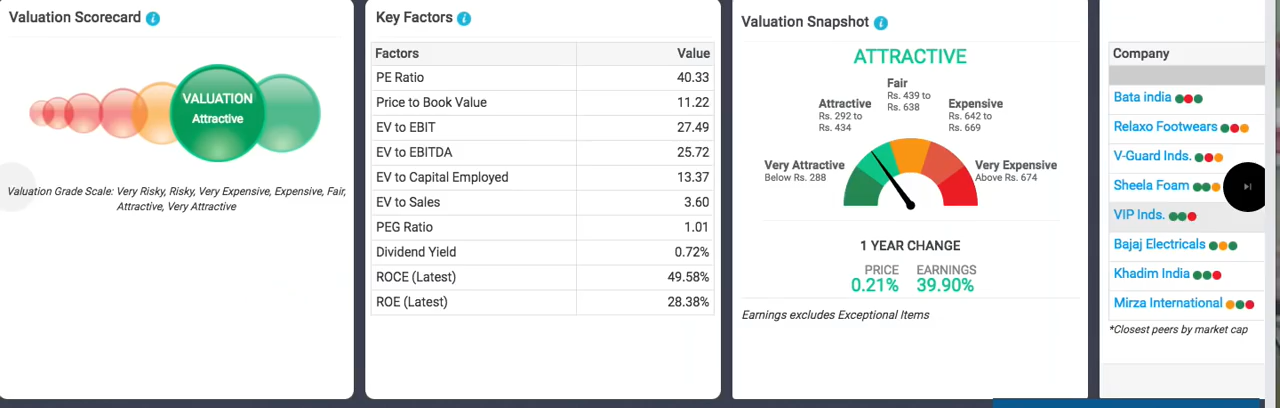 Valuation Scorecard i
VALUATION
Attractive
Valuation Grade Scale: Very Risky, Risky, Very Expensive, Expensive, Fair,
Attractive, Very Attractive
Key Factors i
Factors Value
PE Ratio 40.33
Price to Book Value 11.22
EV to EBIT 27.49
EV to EBITDA 25.72
EV to Capital Employed 13.37
EV to Sales 3.60
PEG Ratio 1.01
Dividend Yield 0.72%
ROCE (Latest) 49.58%
ROE (Latest) 28.38%
Valuation Snapshot i
ATTRACTIVE
Fair
Rs. 439 to
Rs. 638
Attractive
Rs. 292 to
Rs. 434
Expensive
Rs. 642 to
Rs. 669
Very Attractive
Below Rs. 288
Very Expensive
Above Rs. 674
1 YEAR CHANGE
PRICE EARNINGS
0.21% 39.90%
Earnings excludes Exceptional Items
Company
Bata india
Relaxo Footwears
V-Guard Inds.
Sheela Foam
VIP Inds.
Bajaj Electricals
Khadim India
Mirza International
*Closest peers by market cap